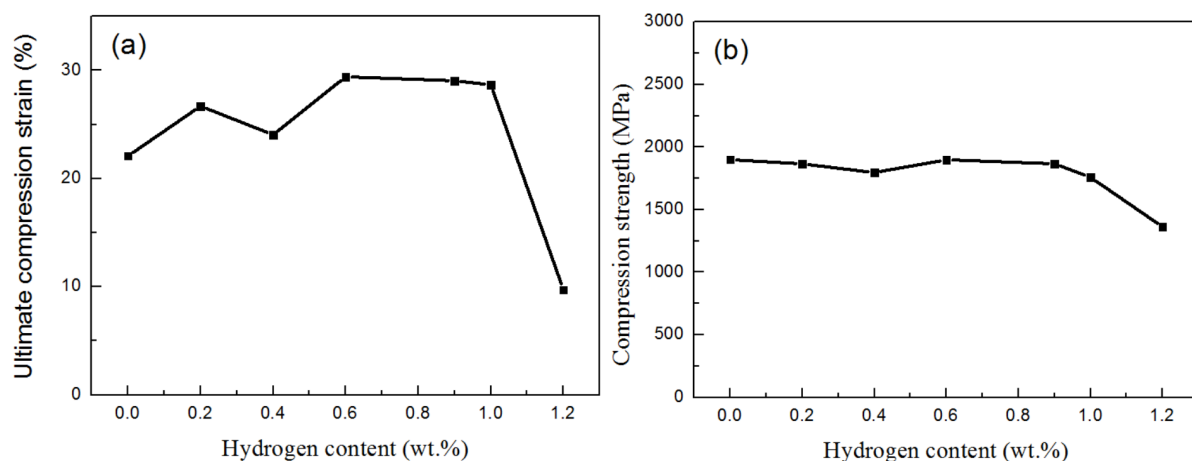 (a)
Ultimate compression strain (%)
30
20
10
0
0.0 0.2 0.4 0.6 0.8 1.0 1.2
Hydrogen content (wt.%)
(b)
Compression strength (MPa)
3000
2500
2000
1500
1000
500
0
0.0 0.2 0.4 0.6 0.8 1.0 1.2
Hydrogen content (wt.%)